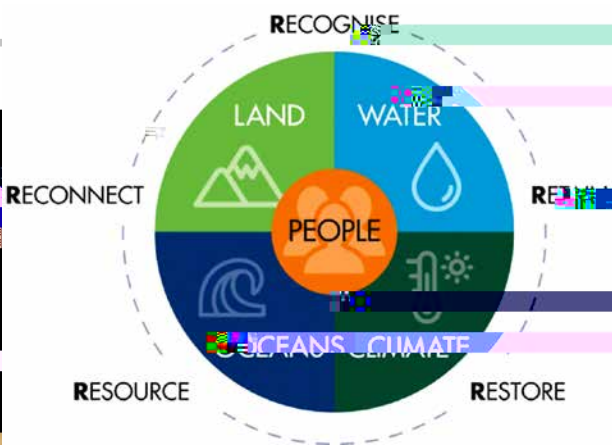 RECOGNISE
LAND WATER
RECONNECT
PEOPLE
OCEANS CLIMATE
RESOURCE
RESTORE